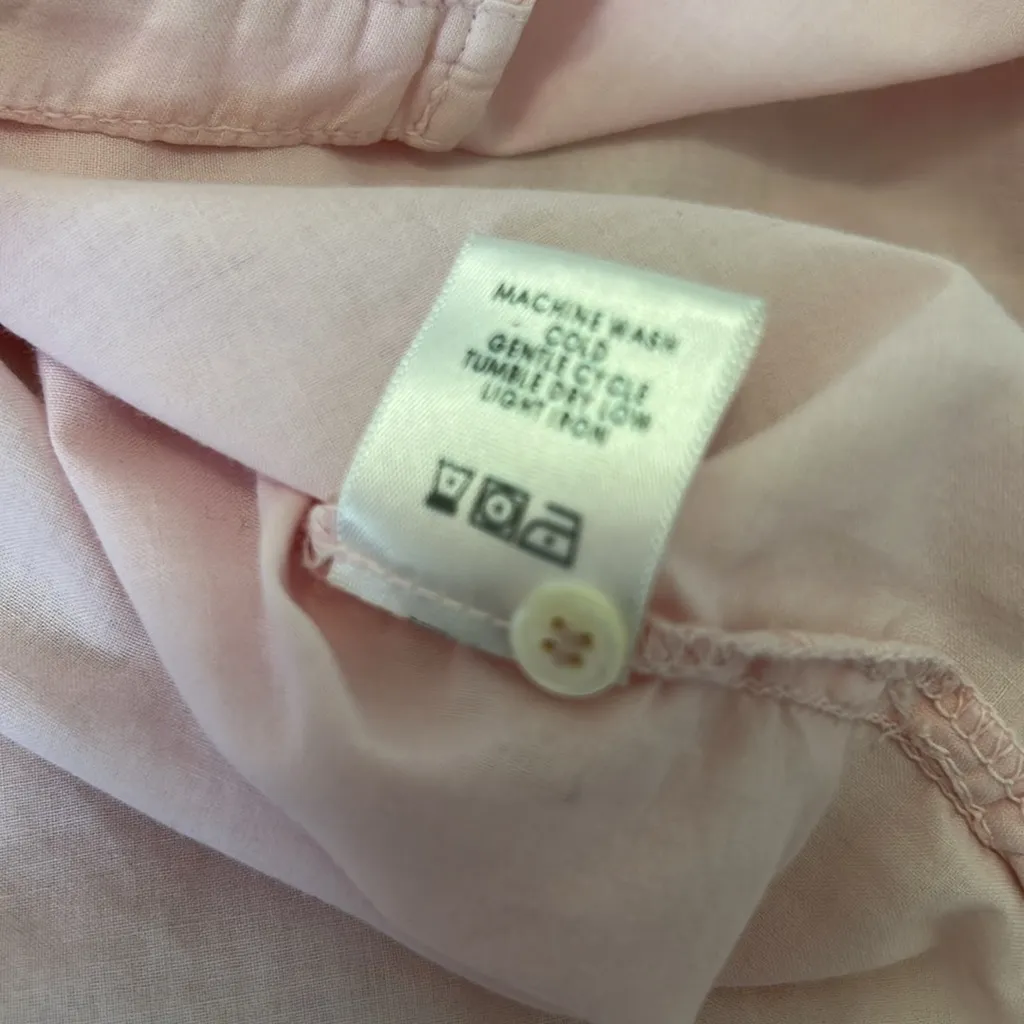 MACHINE WASH
COLD
GENTLE CYCLE
TUMBLE DRY LOW
LIGHT IRON